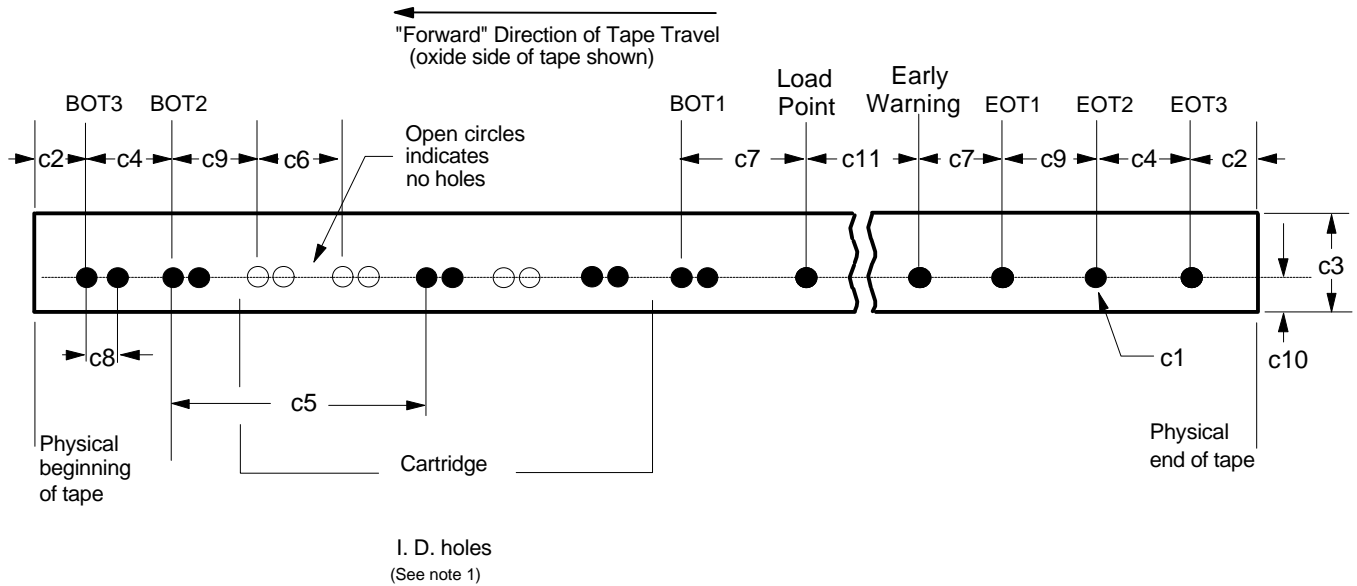 "Forward" Direction of Tape Travel
(oxide side of tape shown)
BOT3
BOT2
BOT1
Load
Point
Early
Warning
EOT1
EOT2
EOT3
Open circles
indicates
no holes
c2
c4
c9
c6
c7
c11
c7
c9
c4
c2
c3
c8
c1
c10
c5
Physical
beginning
of tape
Cartridge
Physical
end of tape
I. D. holes
(See note 1)